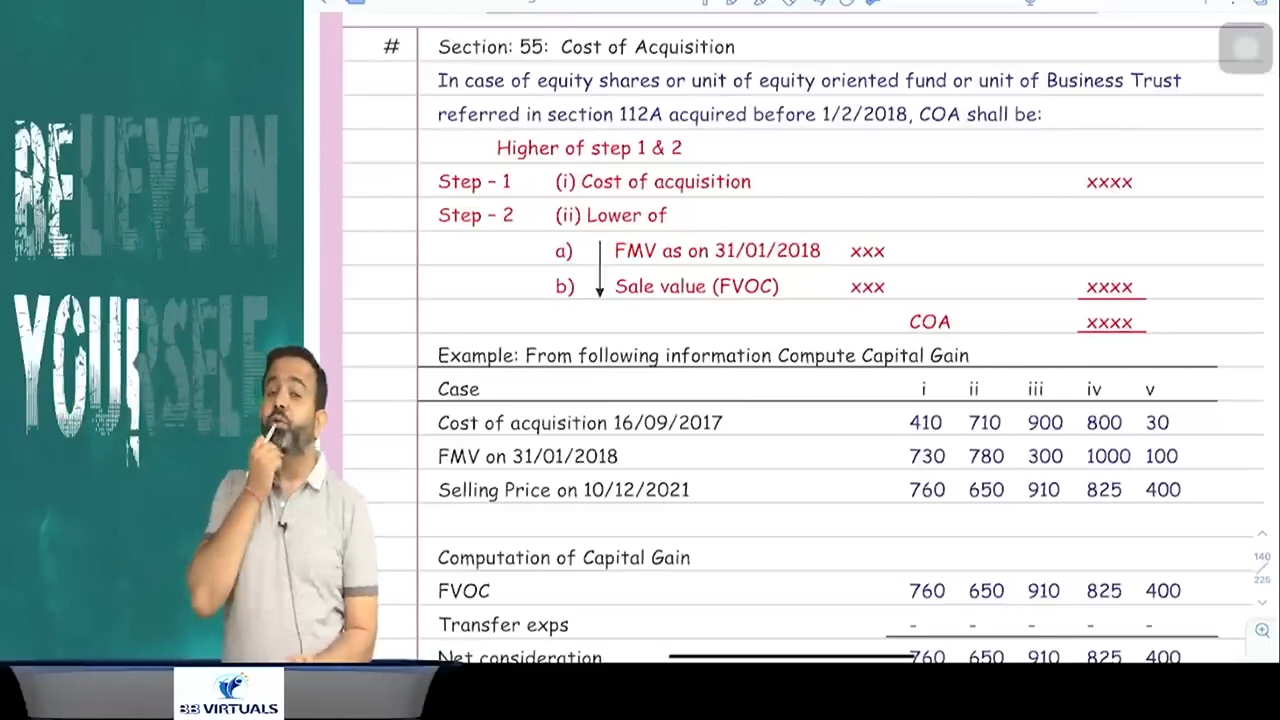 BELIEVE IN
YOURSELF
BB VIRTUALS
# Section: 55: Cost of Acquisition
In case of equity shares or unit of equity oriented fund or unit of Business Trust
referred in section 112A acquired before 1/2/2018, COA shall be:
Higher of step 1 & 2
Step - 1 (i) Cost of acquisition xxxx
Step - 2 (ii) Lower of
a) FMV as on 31/01/2018 xxx
b) Sale value (FVOC) xxx xxxx
COA xxxx
Example: From following information Compute Capital Gain
Case i ii iii iv v
Cost of acquisition 16/09/2017 410 710 900 800 30
FMV on 31/01/2018 730 780 300 1000 100
Selling Price on 10/12/2021 760 650 910 825 400
Computation of Capital Gain
FVOC 760 650 910 825 400
Transfer exps - - - - -
Net consideration 760 650 910 825 400
140
225